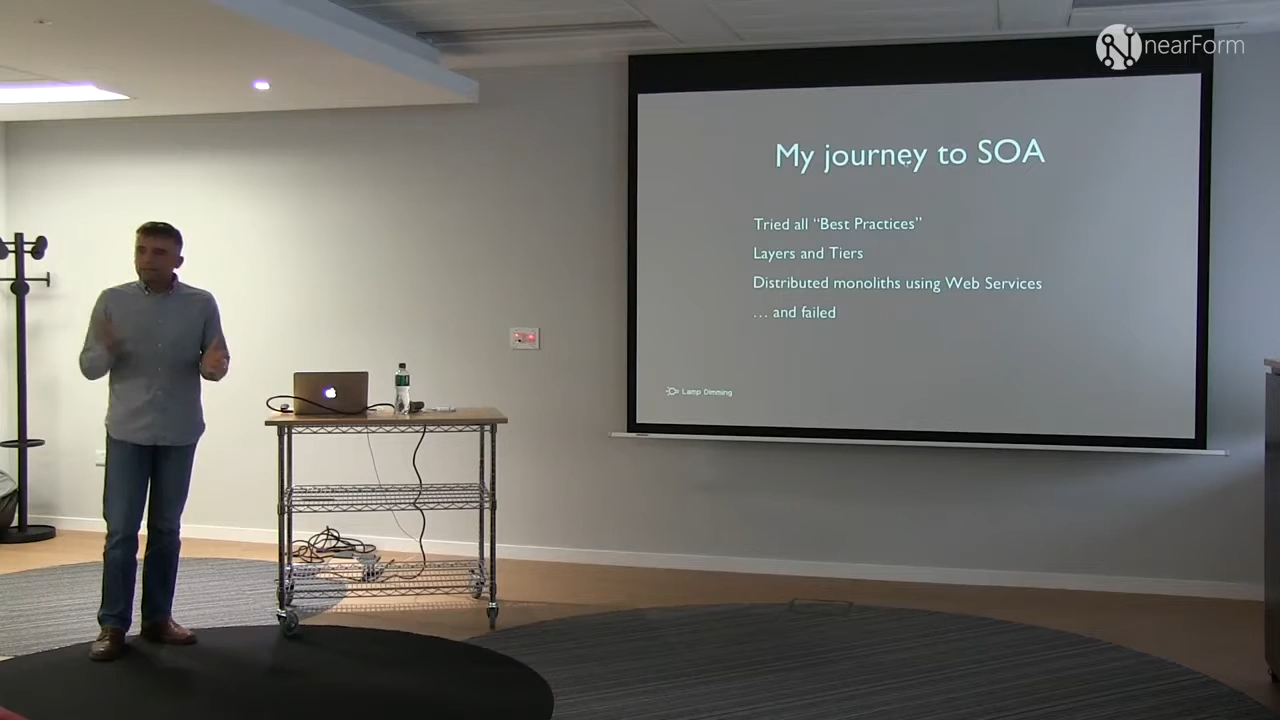 nearForm
My journey to SOA
Tried all “Best Practices”
Layers and Tiers
Distributed monoliths using Web Services
… and failed
Lamp Dimming